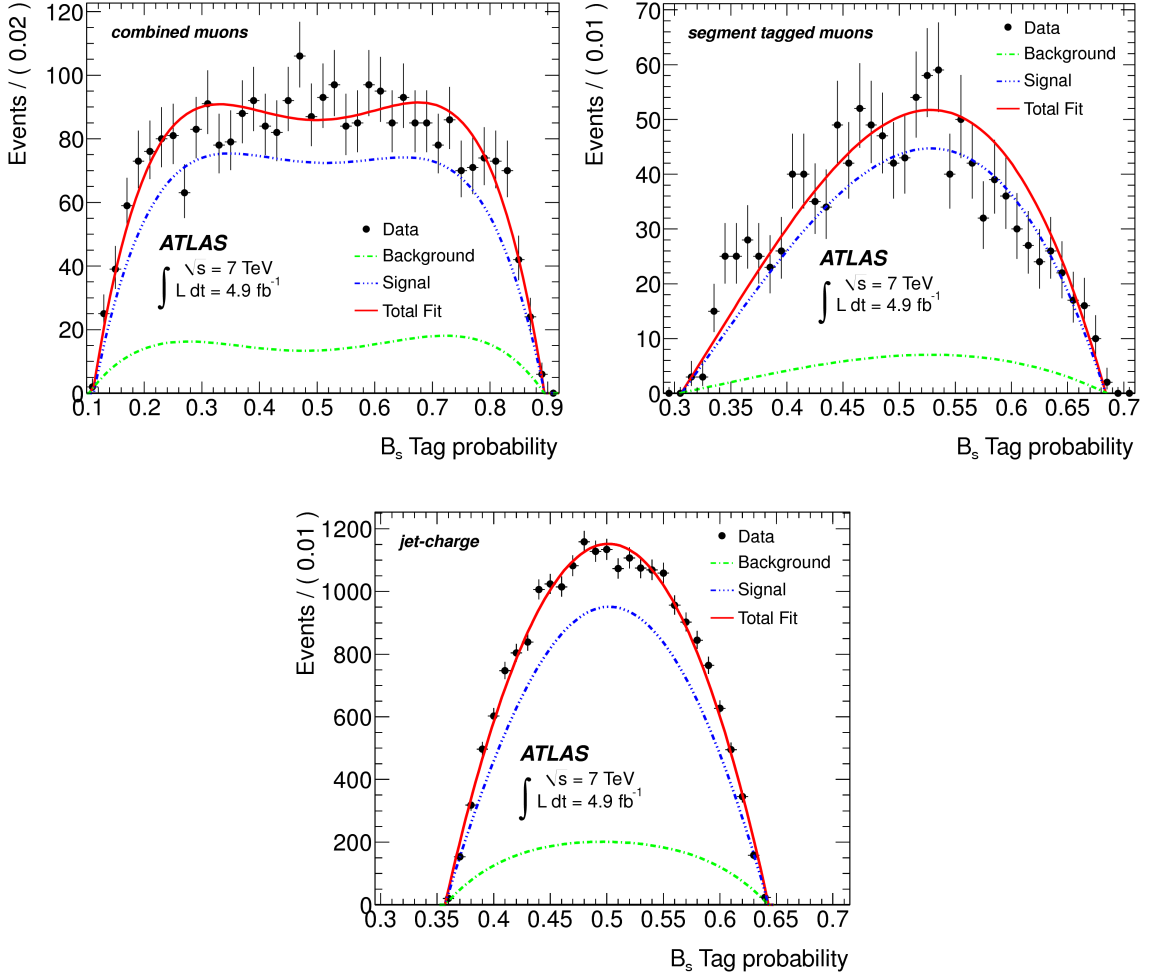 Events / ( 0.02 )
120
100
80
60
40
20
0
combined muons
ATLAS
∫ √s = 7 TeV
L dt = 4.9 fb⁻¹
Data
Background
Signal
Total Fit
0.1 0.2 0.3 0.4 0.5 0.6 0.7 0.8 0.9
Bₛ Tag probability
Events / ( 0.01 )
70
60
50
40
30
20
10
0
segment tagged muons
Data
Background
Signal
Total Fit
ATLAS
∫ √s = 7 TeV
L dt = 4.9 fb⁻¹
0.3 0.35 0.4 0.45 0.5 0.55 0.6 0.65 0.7
Bₛ Tag probability
Events / ( 0.01 )
1200
1000
800
600
400
200
0
jet-charge
Data
Background
Signal
Total Fit
ATLAS
∫ √s = 7 TeV
L dt = 4.9 fb⁻¹
0.3 0.35 0.4 0.45 0.5 0.55 0.6 0.65 0.7
Bₛ Tag probability